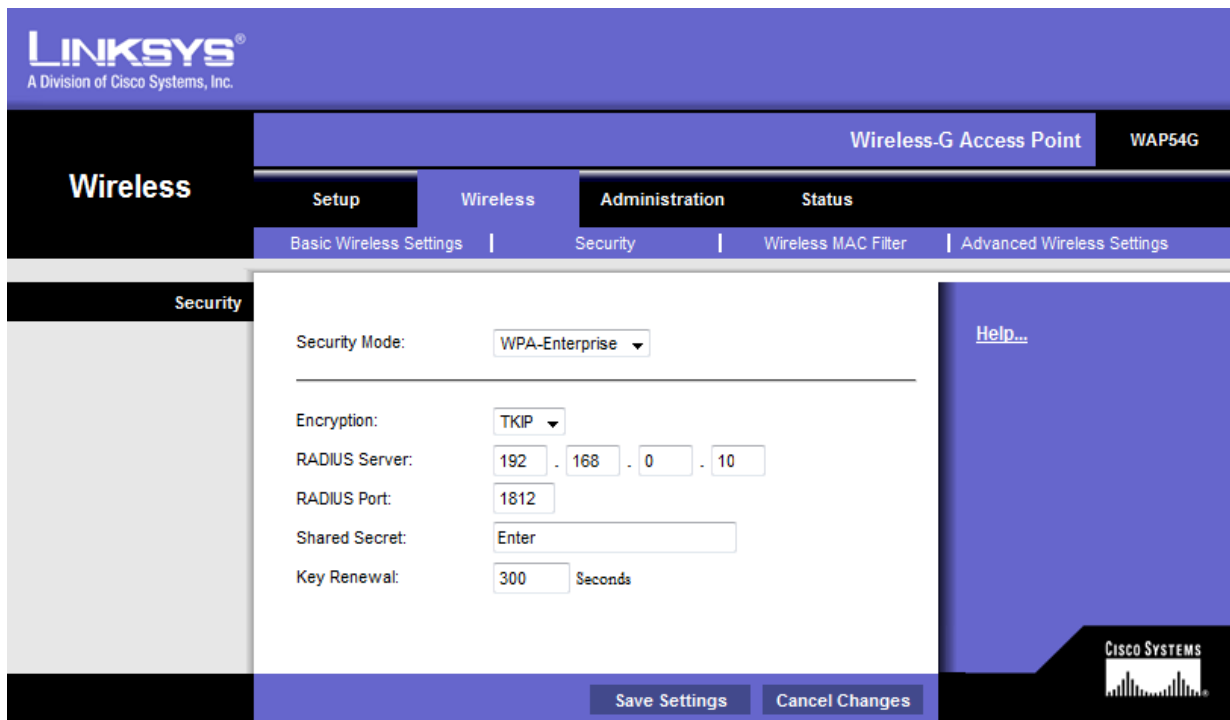 LINKSYS®
A Division of Cisco Systems, Inc.
Wireless-G Access Point WAP54G
Wireless
Setup Wireless Administration Status
Basic Wireless Settings | Security | Wireless MAC Filter | Advanced Wireless Settings
Security
Security Mode: WPA-Enterprise
Help...
Encryption: TKIP
RADIUS Server: 192 . 168 . 0 . 10
RADIUS Port: 1812
Shared Secret: Enter
Key Renewal: 300 Seconds
CISCO SYSTEMS
®
Save Settings Cancel Changes